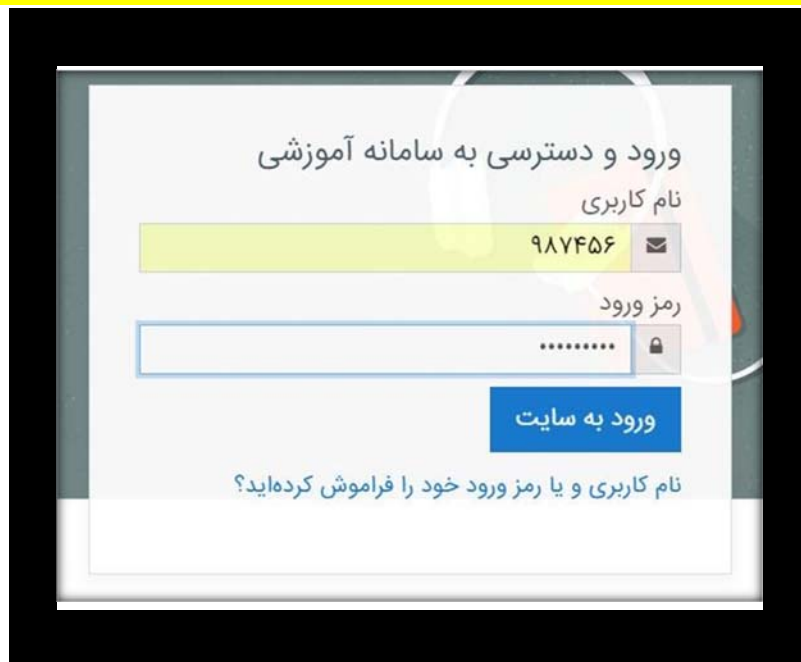 ورود و دسترسی به سامانه آموزشی
نام کاربری
۹۸۷۴۵۶
رمز ورود
•••••••••
ورود به سایت
نام کاربری و یا رمز ورود خود را فراموش کرده‌اید؟